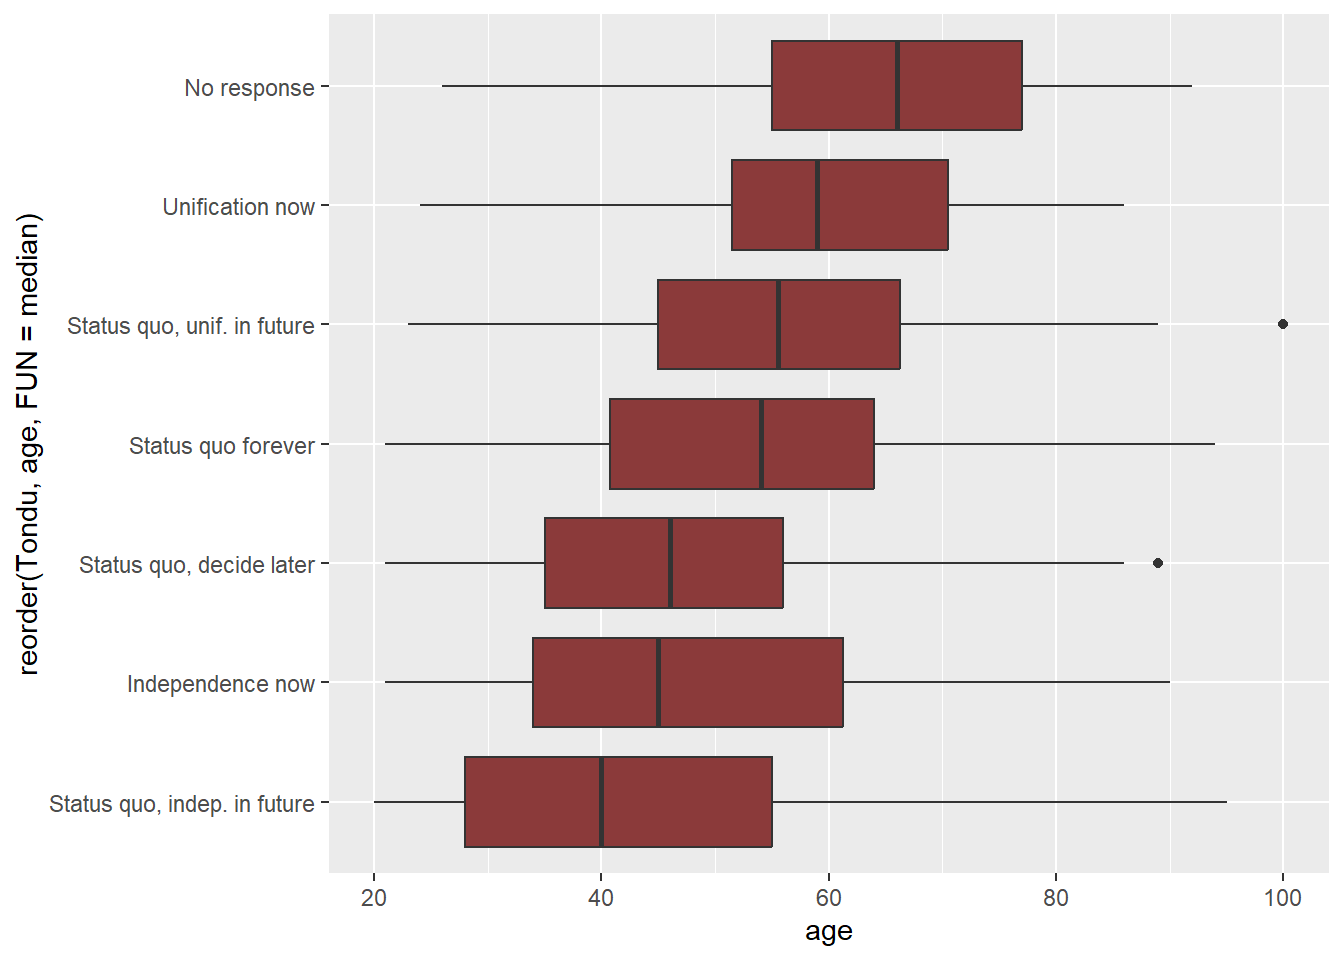 reorder(Tondu, age, FUN = median)
No response
Unification now
Status quo, unif. in future
Status quo forever
Status quo, decide later
Independence now
Status quo, indep. in future
20 40 60 80 100
age